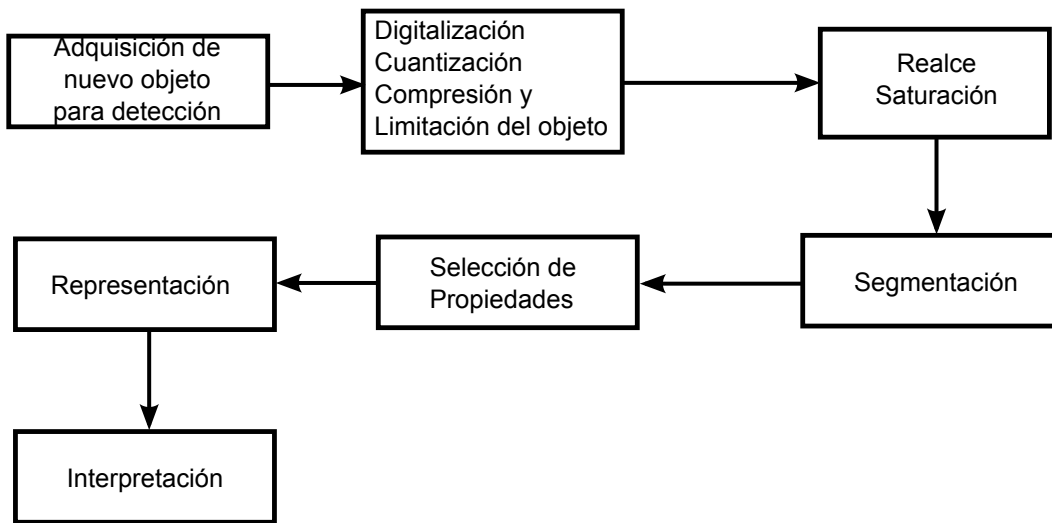 Adquisición de
nuevo objeto
para detección
Digitalización
Cuantización
Compresión y
Limitación del objeto
Realce
Saturación
Segmentación
Selección de
Propiedades
Representación
Interpretación